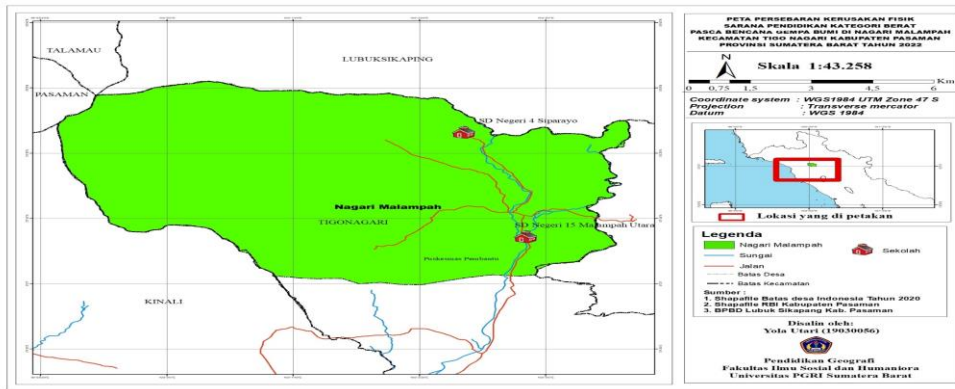 TALAMAU
LUBUKSIKAPING
PASAMAN
SD Negeri 4 Siparayo
Nagari Malampah
TIGONAGARI
SD Negeri 15 Malampah Utara
Puskesmas Pembantu
KINALI
PETA PERSEBARAN KERUSAKAN FISIK
SARANA PENDIDIKAN KATEGORI BERAT
PASCA BENCANA GEMPA BUMI DI NAGARI MALAMPAH
KECAMATAN TIGO NAGARI KABUPATEN PASAMAN
PROVINSI SUMATERA BARAT TAHUN 2022
N
Skala 1:43.258
Km
0 0,75 1,5 3 4,5 6
Coordinate system : WGS1984 UTM Zone 47 S
Projection : Transverse mercator
Datum : WGS 1984
Lokasi yang di petakan
Legenda
Nagari Malampah
Sekolah
Sungai
Jalan
Batas Desa
Batas Kecamatan
Sumber :
1. Shapafile Batas desa Indonesia Tahun 2020
2. Shapafile RBI Kabupaten Pasaman
3. BPBD Lubuk Sikapang Kab. Pasaman
Disalin oleh:
Yola Utari (19030056)
Pendidikan Geografi
Fakultas Ilmu Sosial dan Humaniora
Universitas PGRI Sumatera Barat